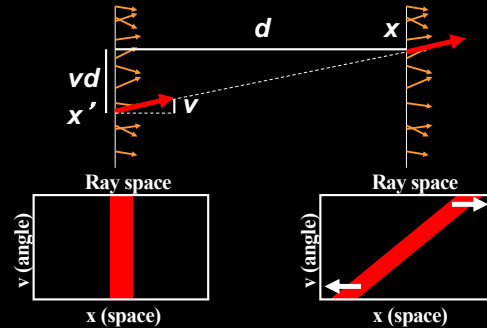 d
x
vd
x'
v
Ray space
Ray space
v (angle)
v (angle)
x (space)
x (space)